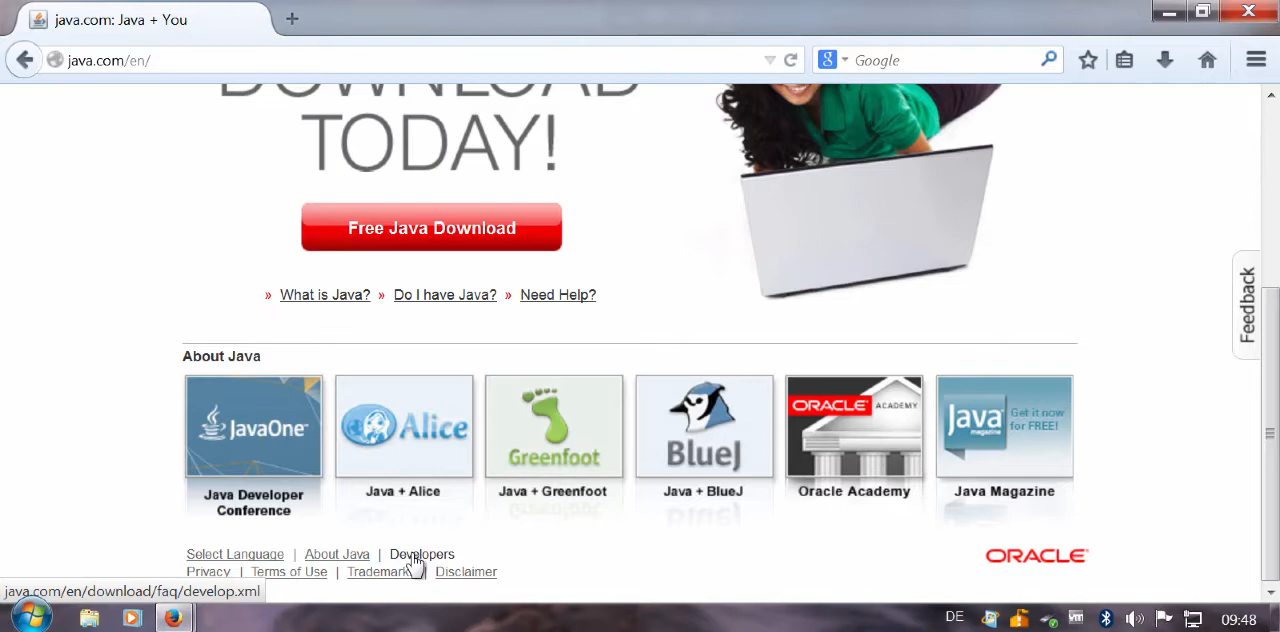 java.com: Java + You
java.com/en/
Google
DOWNLOAD
TODAY!
Free Java Download
» What is Java? » Do I have Java? » Need Help?
Feedback
About Java
JavaOne
Alice
Greenfoot
BlueJ
ORACLE ACADEMY
Java magazine
Get it now for FREE!
Java Developer Conference
Java + Alice
Java + Greenfoot
Java + BlueJ
Oracle Academy
Java Magazine
Select Language | About Java | Developers
Privacy | Terms of Use | Trademark | Disclaimer
ORACLE
java.com/en/download/faq/develop.xml
DE
09:48